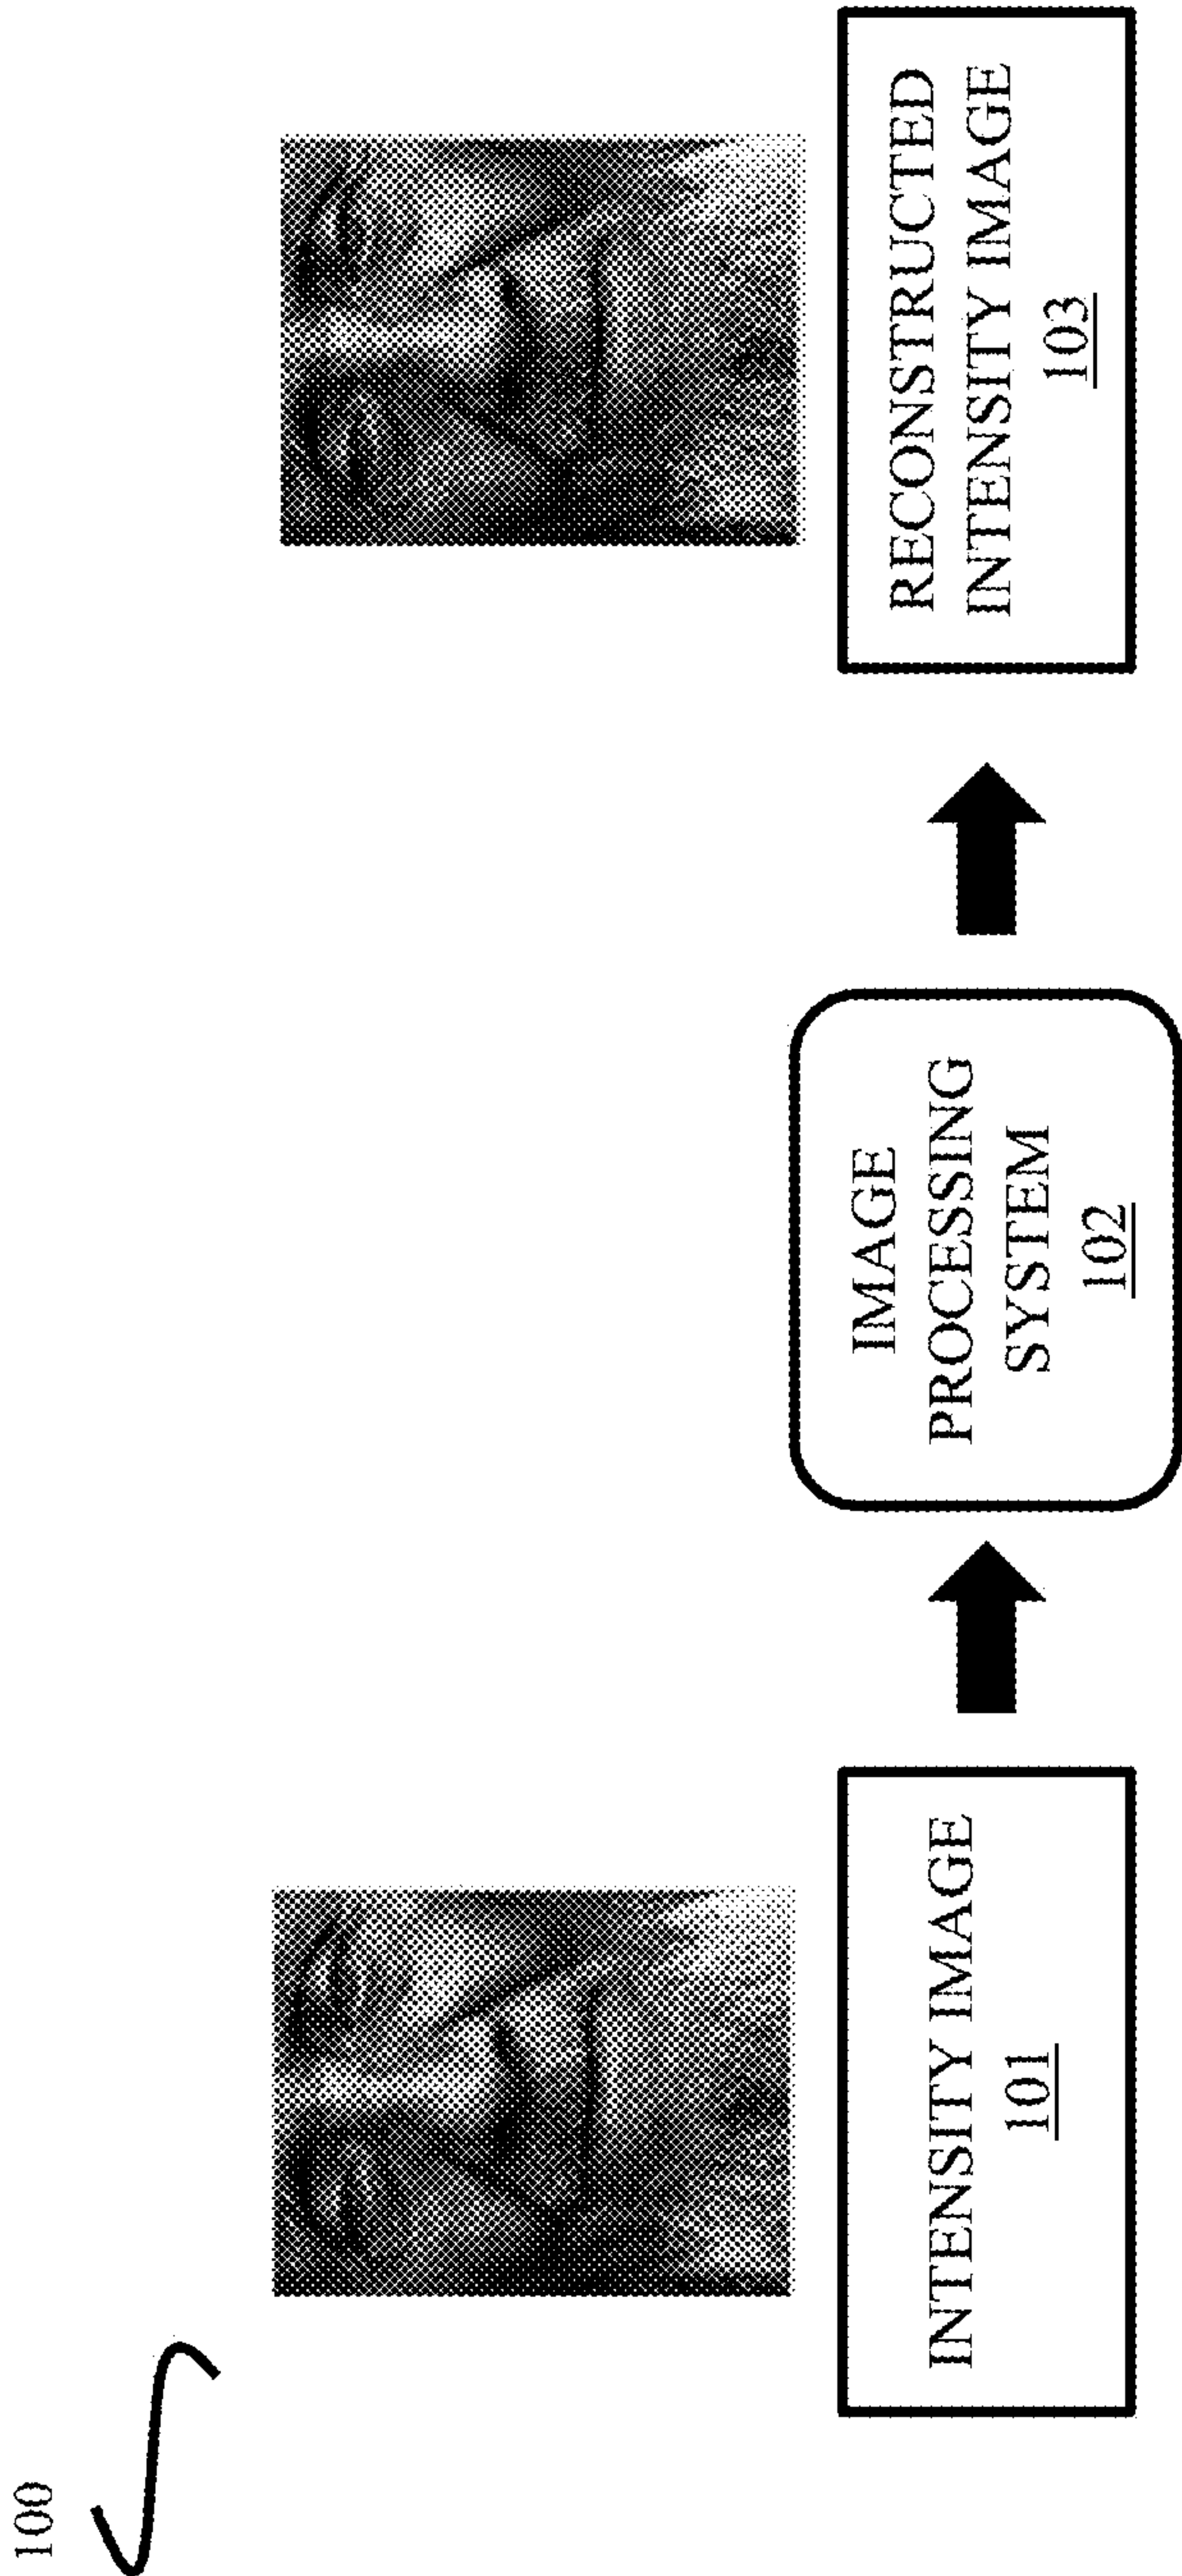 100
INTENSITY IMAGE
101
IMAGE
PROCESSING
SYSTEM
102
RECONSTRUCTED
INTENSITY IMAGE
103